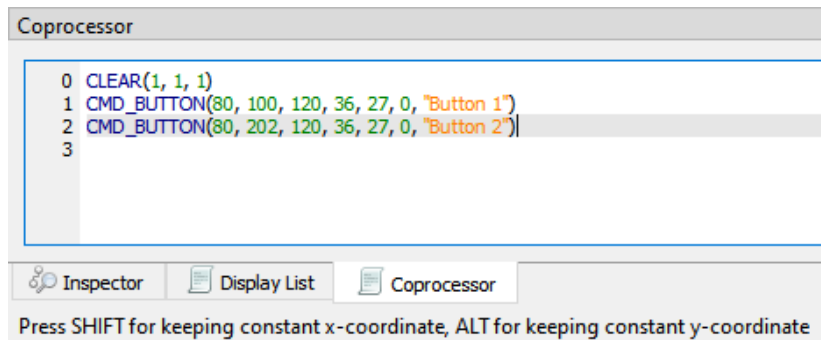 Coprocessor
0 CLEAR(1, 1, 1)
1 CMD_BUTTON(80, 100, 120, 36, 27, 0, "Button 1")
2 CMD_BUTTON(80, 202, 120, 36, 27, 0, "Button 2")
3
Inspector Display List Coprocessor
Press SHIFT for keeping constant x-coordinate, ALT for keeping constant y-coordinate